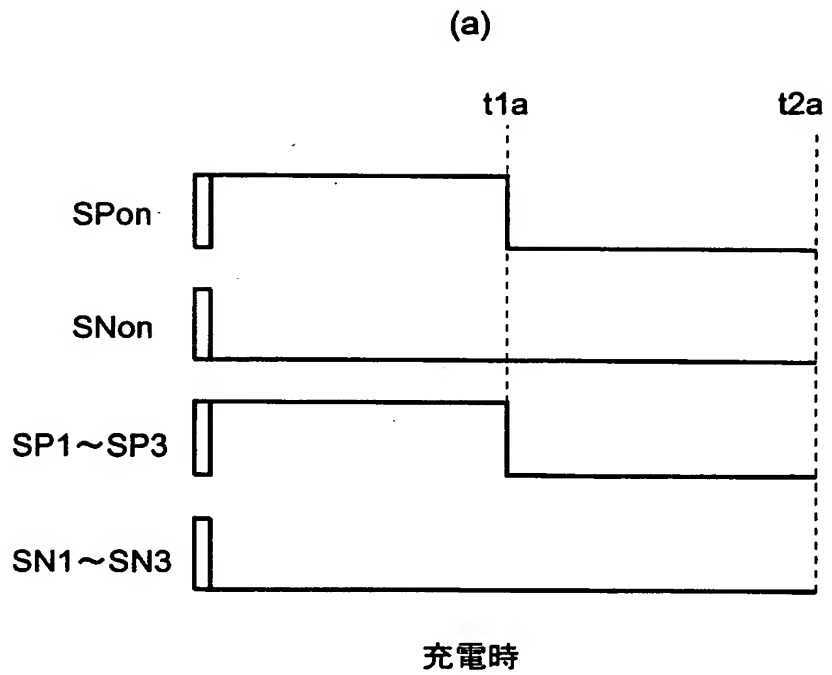 (a)
t1a t2a
SPon
SNon
SP1～SP3
SN1～SN3
充電時